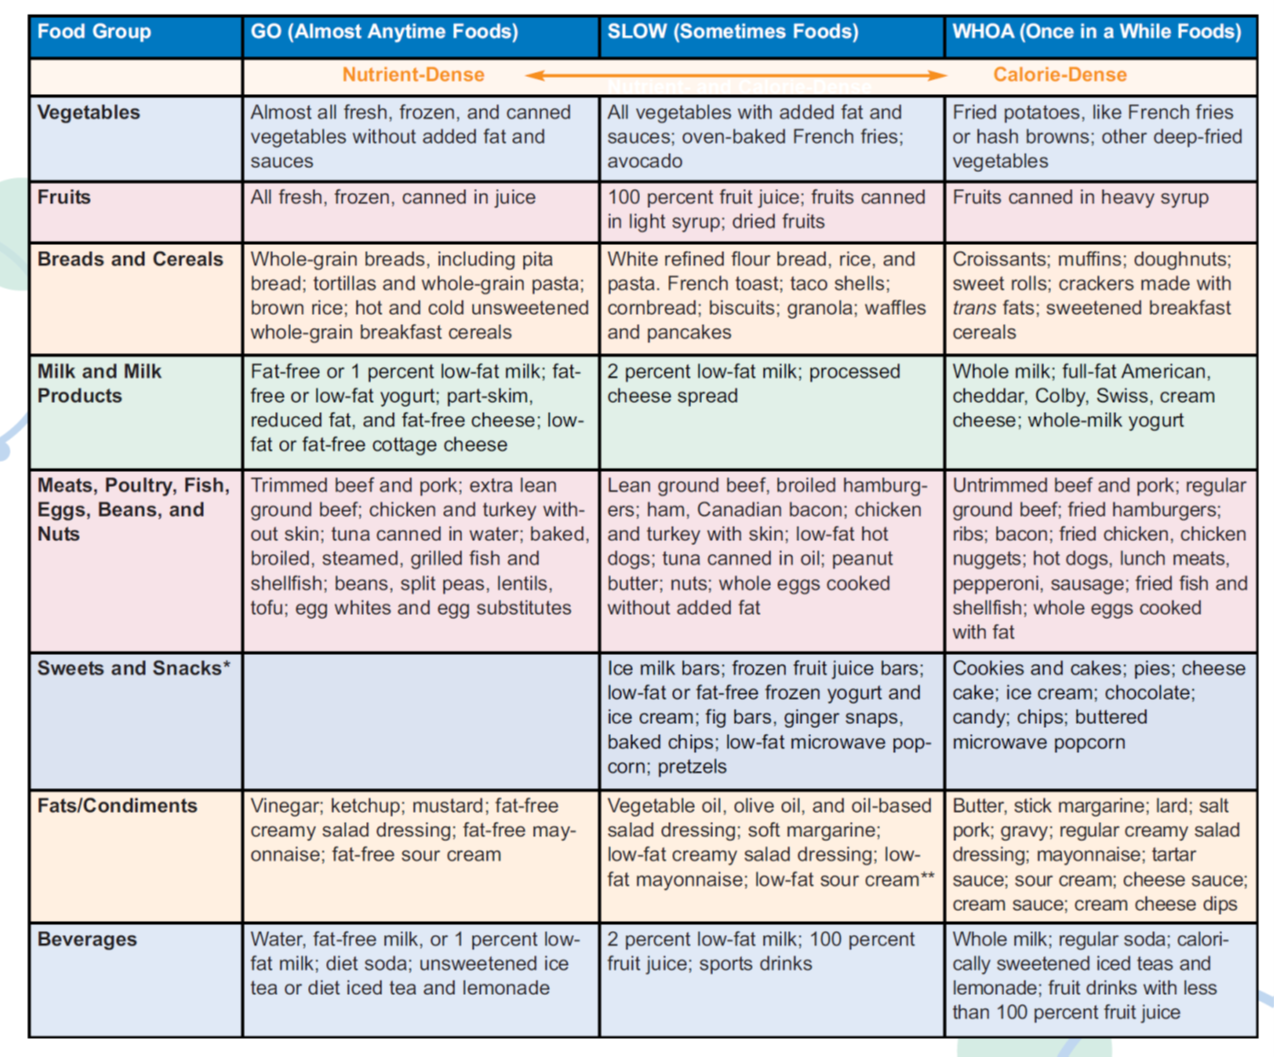 Food Group
GO (Almost Anytime Foods)
SLOW (Sometimes Foods)
WHOA (Once in a While Foods)
Nutrient-Dense
Nutrient- and Calorie-Dense
Calorie-Dense
Vegetables
Almost all fresh, frozen, and canned
vegetables without added fat and
sauces
All vegetables with added fat and
sauces; oven-baked French fries;
avocado
Fried potatoes, like French fries
or hash browns; other deep-fried
vegetables
Fruits
All fresh, frozen, canned in juice
100 percent fruit juice; fruits canned
in light syrup; dried fruits
Fruits canned in heavy syrup
Breads and Cereals
Whole-grain breads, including pita
bread; tortillas and whole-grain pasta;
brown rice; hot and cold unsweetened
whole-grain breakfast cereals
White refined flour bread, rice, and
pasta. French toast; taco shells;
cornbread; biscuits; granola; waffles
and pancakes
Croissants; muffins; doughnuts;
sweet rolls; crackers made with
trans fats; sweetened breakfast
cereals
Milk and Milk
Products
Fat-free or 1 percent low-fat milk; fat-
free or low-fat yogurt; part-skim,
reduced fat, and fat-free cheese; low-
fat or fat-free cottage cheese
2 percent low-fat milk; processed
cheese spread
Whole milk; full-fat American,
cheddar, Colby, Swiss, cream
cheese; whole-milk yogurt
Meats, Poultry, Fish,
Eggs, Beans, and
Nuts
Trimmed beef and pork; extra lean
ground beef; chicken and turkey with-
out skin; tuna canned in water; baked,
broiled, steamed, grilled fish and
shellfish; beans, split peas, lentils,
tofu; egg whites and egg substitutes
Lean ground beef, broiled hamburg-
ers; ham, Canadian bacon; chicken
and turkey with skin; low-fat hot
dogs; tuna canned in oil; peanut
butter; nuts; whole eggs cooked
without added fat
Untrimmed beef and pork; regular
ground beef; fried hamburgers;
ribs; bacon; fried chicken, chicken
nuggets; hot dogs, lunch meats,
pepperoni, sausage; fried fish and
shellfish; whole eggs cooked
with fat
Sweets and Snacks*
Ice milk bars; frozen fruit juice bars;
low-fat or fat-free frozen yogurt and
ice cream; fig bars, ginger snaps,
baked chips; low-fat microwave pop-
corn; pretzels
Cookies and cakes; pies; cheese
cake; ice cream; chocolate;
candy; chips; buttered
microwave popcorn
Fats/Condiments
Vinegar; ketchup; mustard; fat-free
creamy salad dressing; fat-free may-
onnaise; fat-free sour cream
Vegetable oil, olive oil, and oil-based
salad dressing; soft margarine;
low-fat creamy salad dressing; low-
fat mayonnaise; low-fat sour cream**
Butter, stick margarine; lard; salt
pork; gravy; regular creamy salad
dressing; mayonnaise; tartar
sauce; sour cream; cheese sauce;
cream sauce; cream cheese dips
Beverages
Water, fat-free milk, or 1 percent low-
fat milk; diet soda; unsweetened ice
tea or diet iced tea and lemonade
2 percent low-fat milk; 100 percent
fruit juice; sports drinks
Whole milk; regular soda; calori-
cally sweetened iced teas and
lemonade; fruit drinks with less
than 100 percent fruit juice